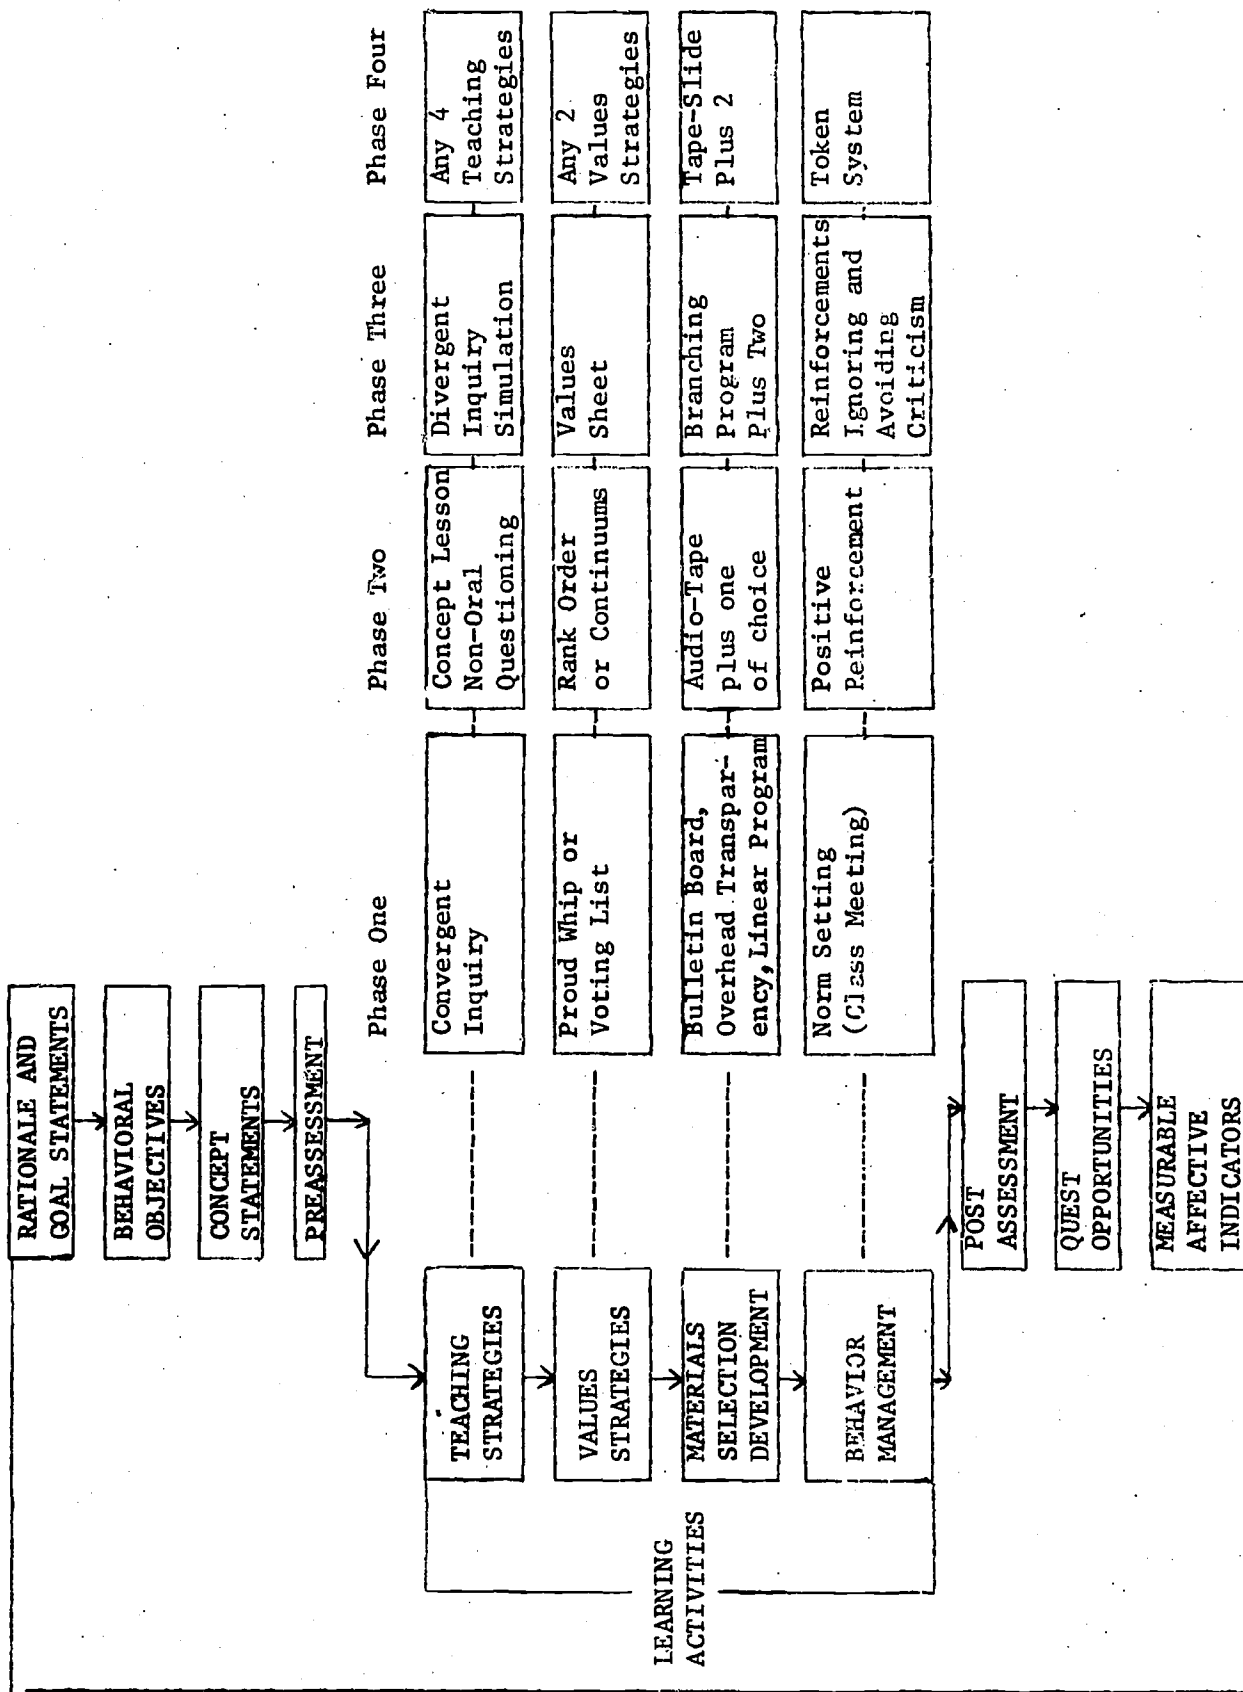 RATIONALE AND
GOAL STATEMENTS
BEHAVIORAL
OBJECTIVES
CONCEPT
STATEMENTS
PREASSESSMENT
Phase One
Phase Two
Phase Three
Phase Four
LEARNING
ACTIVITIES
TEACHING
STRATEGIES
Convergent
Inquiry
Concept Lesson
Non-Oral
Questioning
Divergent
Inquiry
Simulation
Any 4
Teaching
Strategies
VALUES
STRATEGIES
Proud Whip or
Voting List
Rank Order
or Continuums
Values
Sheet
Any 2
Values
Strategies
MATERIALS
SELECTION
DEVELOPMENT
Bulletin Board,
Overhead Transpar-
ency, Linear Program
Audio-Tape
plus one
of choice
Branching
Program
Plus Two
Tape-Slide
Plus 2
BEHAVIOR
MANAGEMENT
Norm Setting
(Class Meeting)
Positive
Reinforcement
Reinforcements
Ignoring and
Avoiding
Criticism
Token
System
POST
ASSESSMENT
QUEST
OPPORTUNITIES
MEASURABLE
AFFECTIVE
INDICATORS